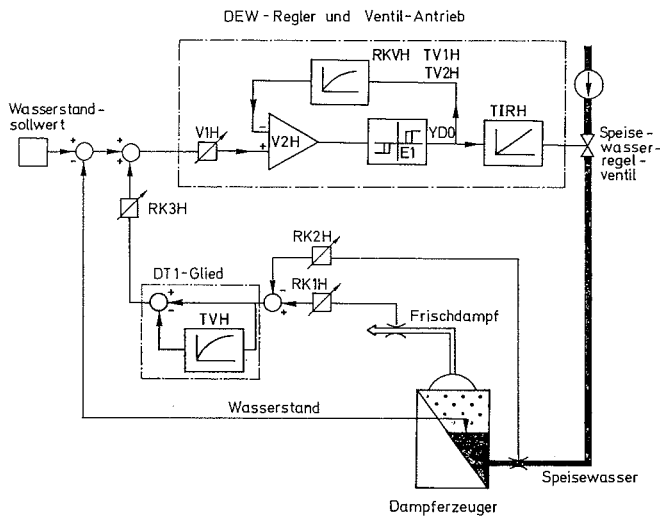 DEW-Regler und Ventil-Antrieb
RKVH TV1H
TV2H
Wasserstand-
sollwert
V1H
V2H
E1
YD0
TIRH
Speise-
wasser-
regel-
ventil
+
-
+
+
-
+
RK3H
RK2H
RK1H
DT1-Glied
+
-
-
+
TVH
Frischdampf
Wasserstand
Speisewasser
Dampferzeuger